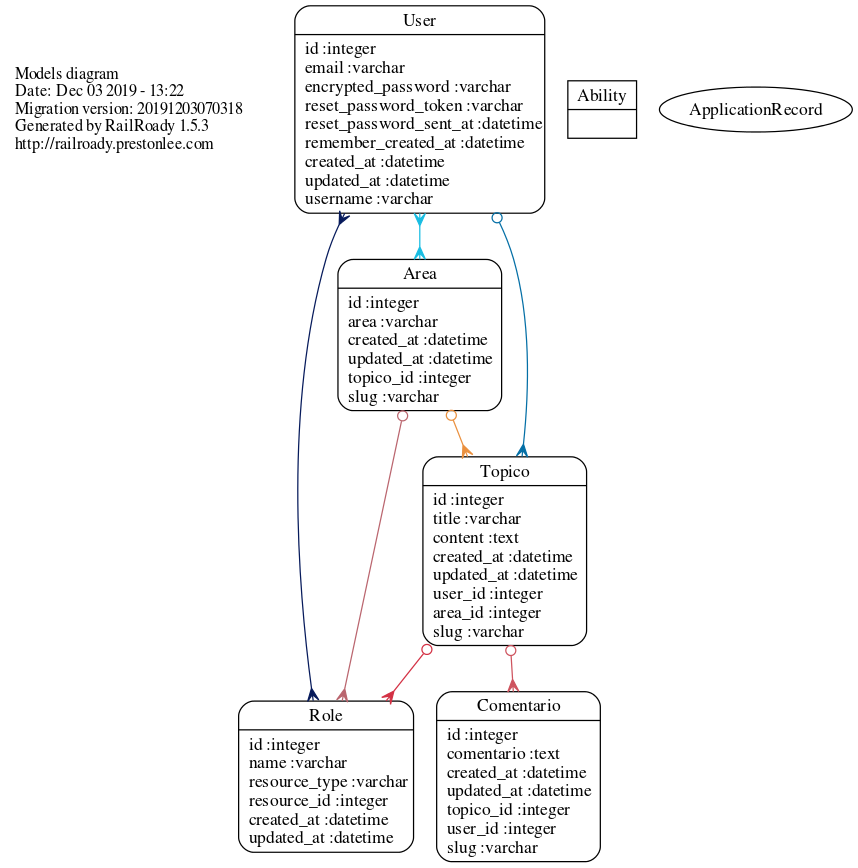 Models diagram
Date: Dec 03 2019 - 13:22
Migration version: 20191203070318
Generated by RailRoady 1.5.3
http://railroady.prestonlee.com
User
id :integer
email :varchar
encrypted_password :varchar
reset_password_token :varchar
reset_password_sent_at :datetime
remember_created_at :datetime
created_at :datetime
updated_at :datetime
username :varchar
Ability
ApplicationRecord
Area
id :integer
area :varchar
created_at :datetime
updated_at :datetime
topico_id :integer
slug :varchar
Topico
id :integer
title :varchar
content :text
created_at :datetime
updated_at :datetime
user_id :integer
area_id :integer
slug :varchar
Role
id :integer
name :varchar
resource_type :varchar
resource_id :integer
created_at :datetime
updated_at :datetime
Comentario
id :integer
comentario :text
created_at :datetime
updated_at :datetime
topico_id :integer
user_id :integer
slug :varchar